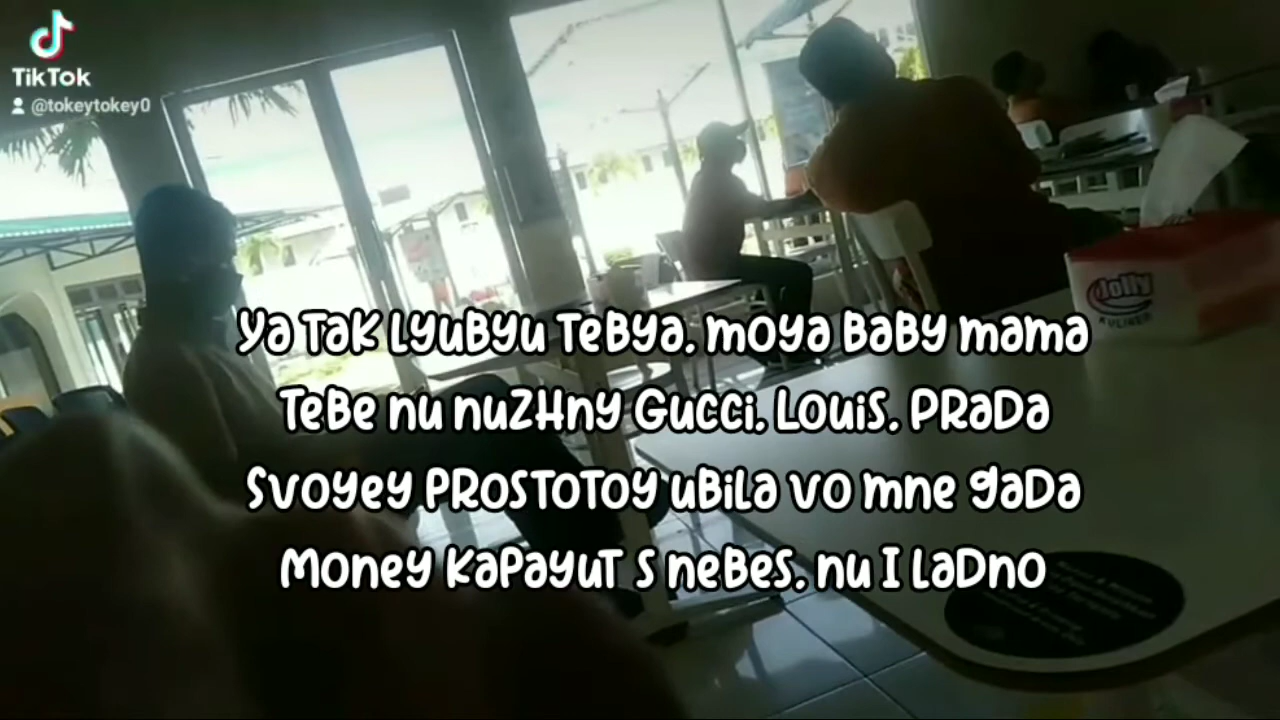 TikTok
@tokeytokey0
Ya tak lyubyu tebya, moya baby mama
Tebe nu nuzhny Gucci, Louis, Prada
Svoyey prostotoy ubila vo mne gada
Money kapayut s nebes, nu i ladno
Jolly